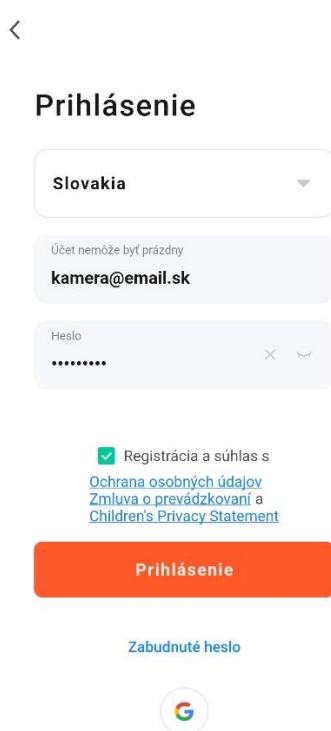 Prihlásenie
Slovakia
Účet nemôže byť prázdny
kamera@email.sk
Heslo
•••••••••
Registrácia a súhlas s
Ochrana osobných údajov
Zmluva o prevádzkovaní a
Children's Privacy Statement
Prihlásenie
Zabudnuté heslo